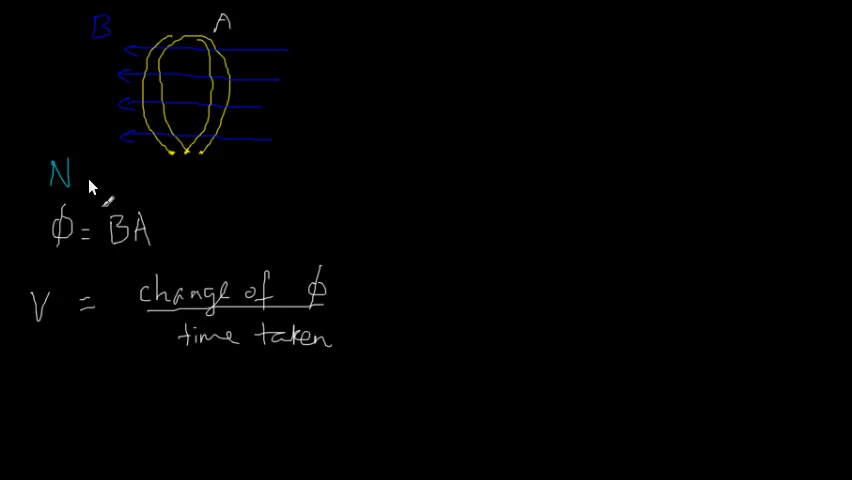 B A
N
ϕ = BA
V = change of ϕ
time taken